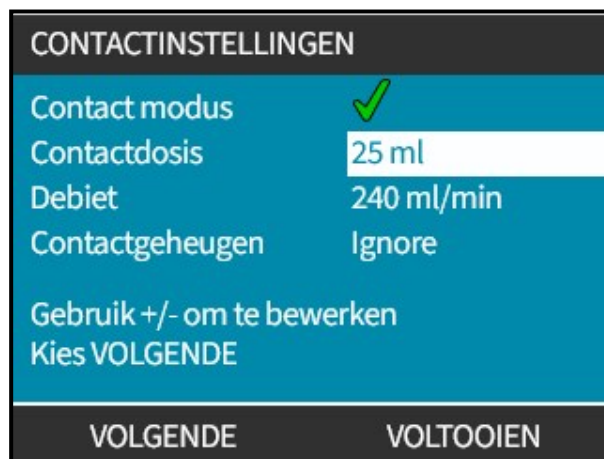 CONTACTINSTELLINGEN
Contact modus
Contactdosis 25 ml
Debiet 240 ml/min
Contactgeheugen Ignore
Gebruik +/- om te bewerken
Kies VOLGENDE
VOLGENDE VOLTOOIEN